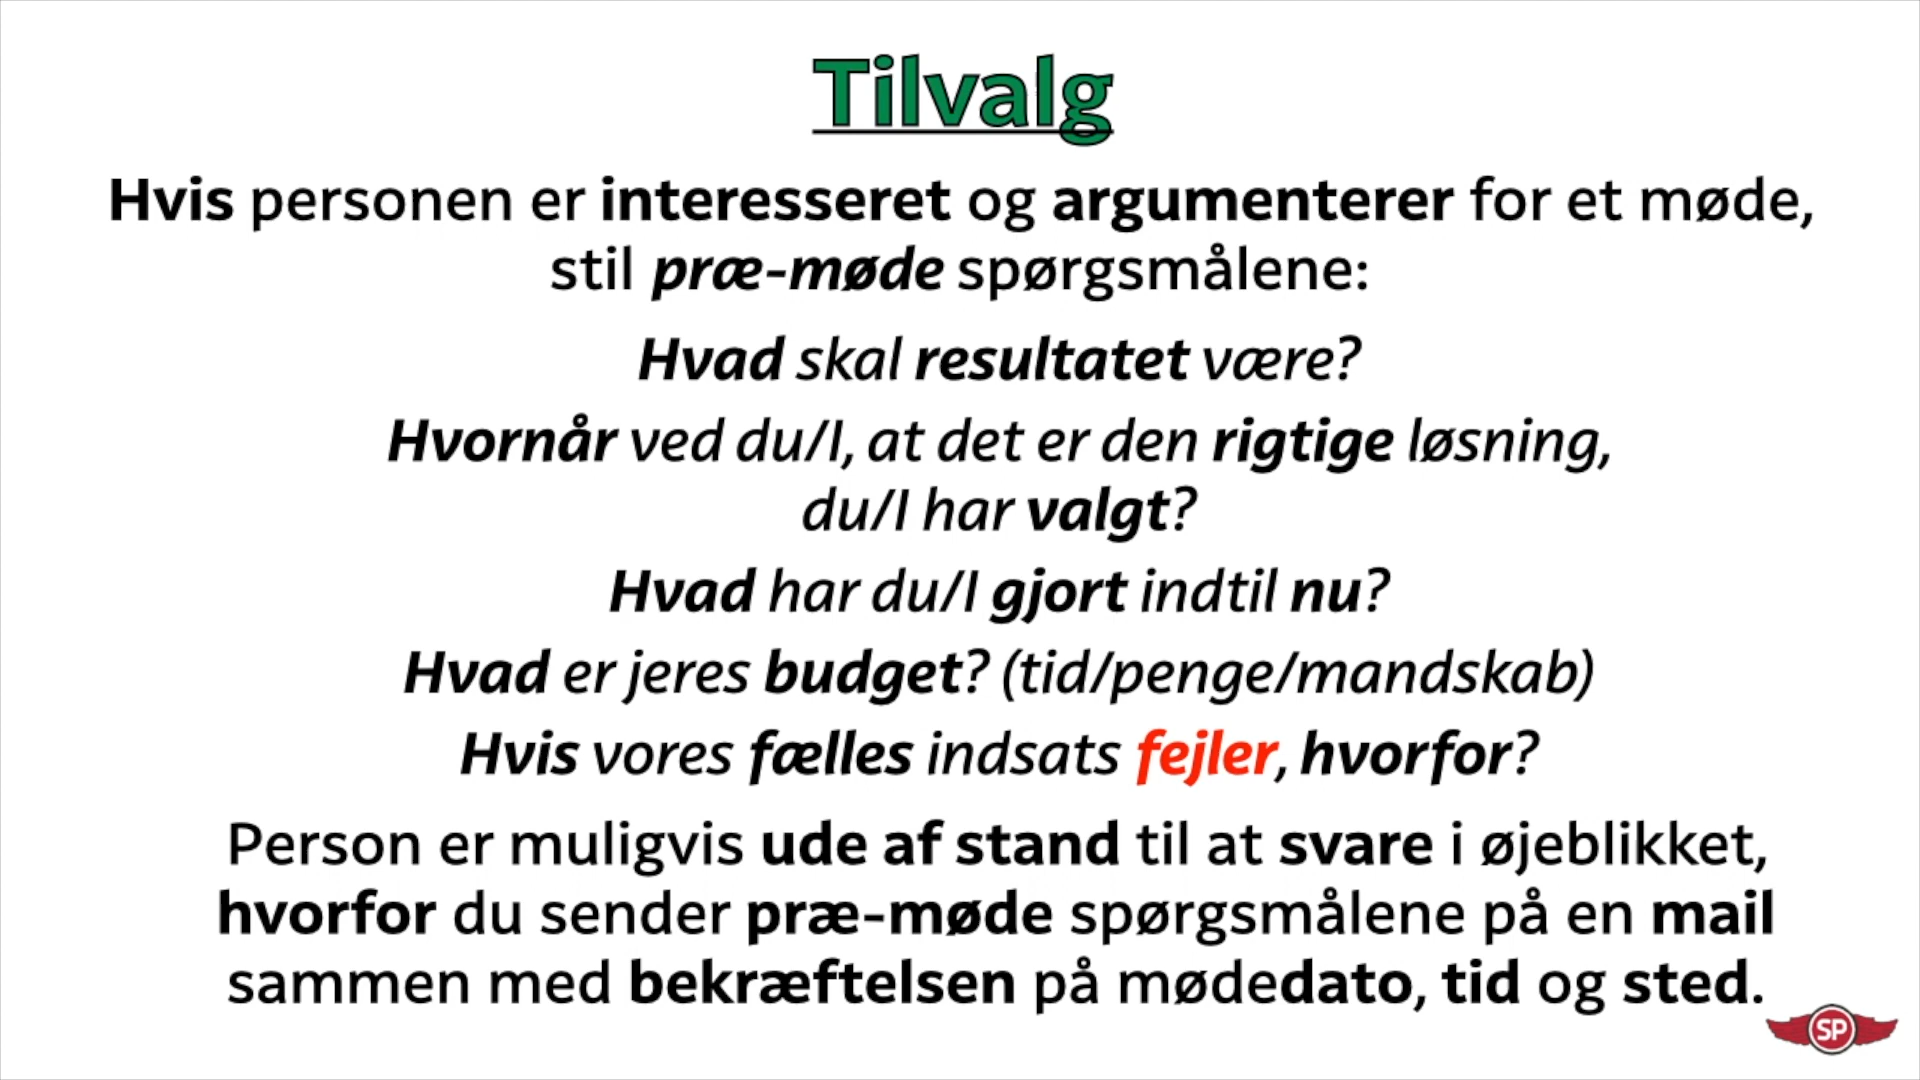 Tilvalg
Hvis personen er interesseret og argumenterer for et møde,
stil præ-møde spørgsmålene:
Hvad skal resultatet være?
Hvornår ved du/I, at det er den rigtige løsning,
du/I har valgt?
Hvad har du/I gjort indtil nu?
Hvad er jeres budget? (tid/penge/mandskab)
Hvis vores fælles indsats fejler, hvorfor?
Person er muligvis ude af stand til at svare i øjeblikket,
hvorfor du sender præ-møde spørgsmålene på en mail
sammen med bekræftelsen på mødedato, tid og sted.
SP